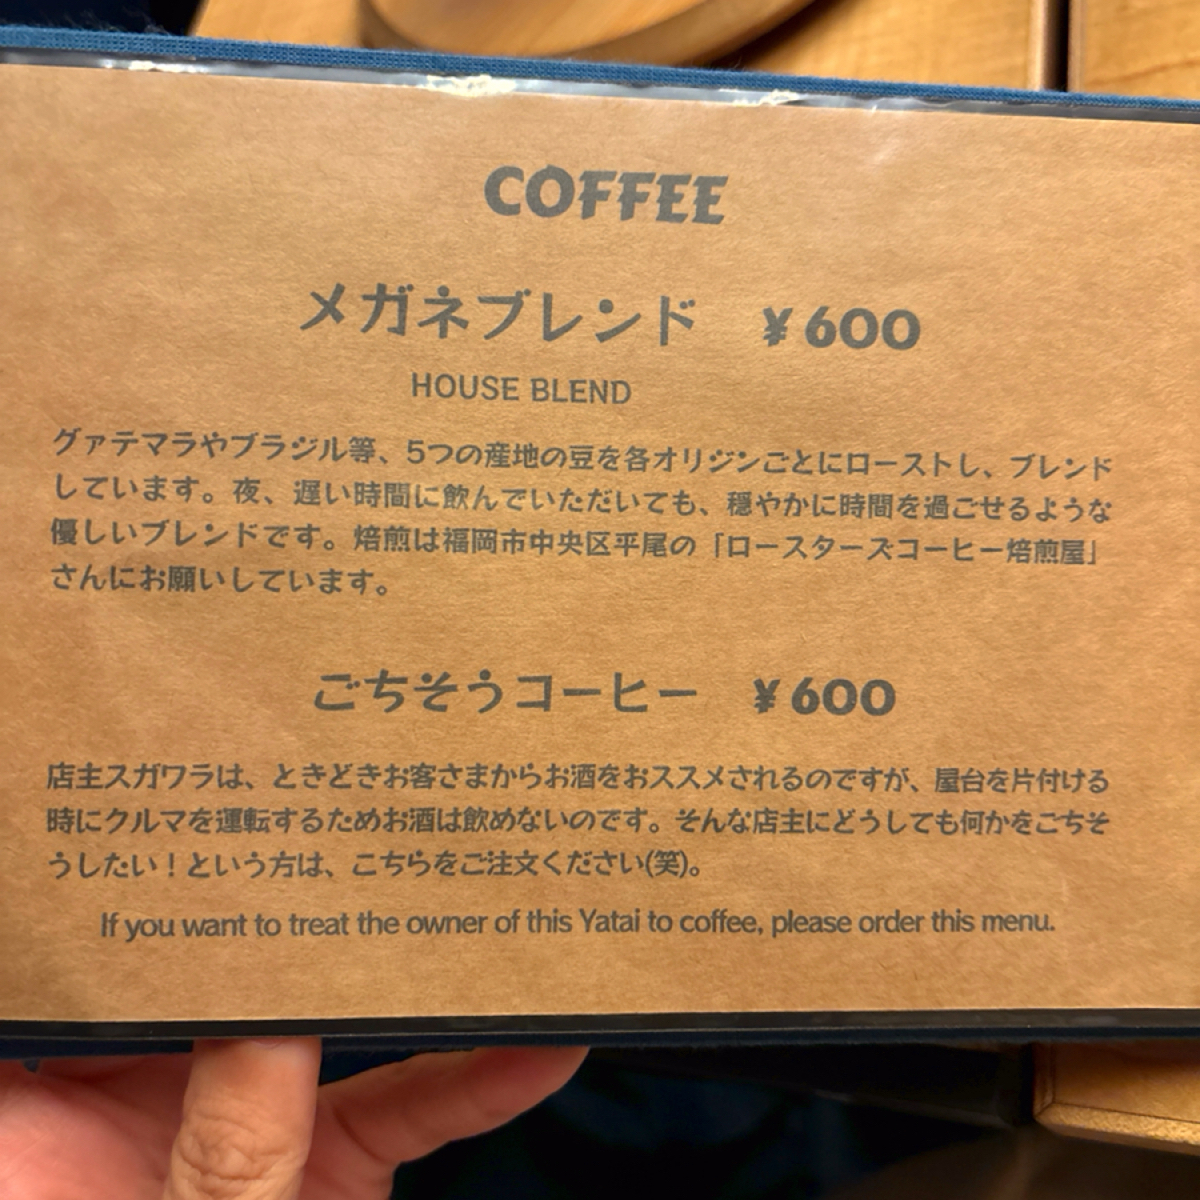 COFFEE
メガネブレンド ¥600
HOUSE BLEND
グァテマラやブラジル等、5つの産地の豆を各オリジンごとにローストし、ブレンド
しています。夜、遅い時間に飲んでいただいても、穏やかに時間を過ごせるような
優しいブレンドです。焙煎は福岡市中央区平尾の「ロースターズコーヒー焙煎屋」
さんにお願いしています。
ごちそうコーヒー ¥600
店主スガワラは、ときどきお客さまからお酒をおススメされるのですが、屋台を片付ける
時にクルマを運転するためお酒は飲めないのです。そんな店主にどうしても何かをごちそ
うしたい！という方は、こちらをご注文ください(笑)。
If you want to treat the owner of this Yatai to coffee, please order this menu.